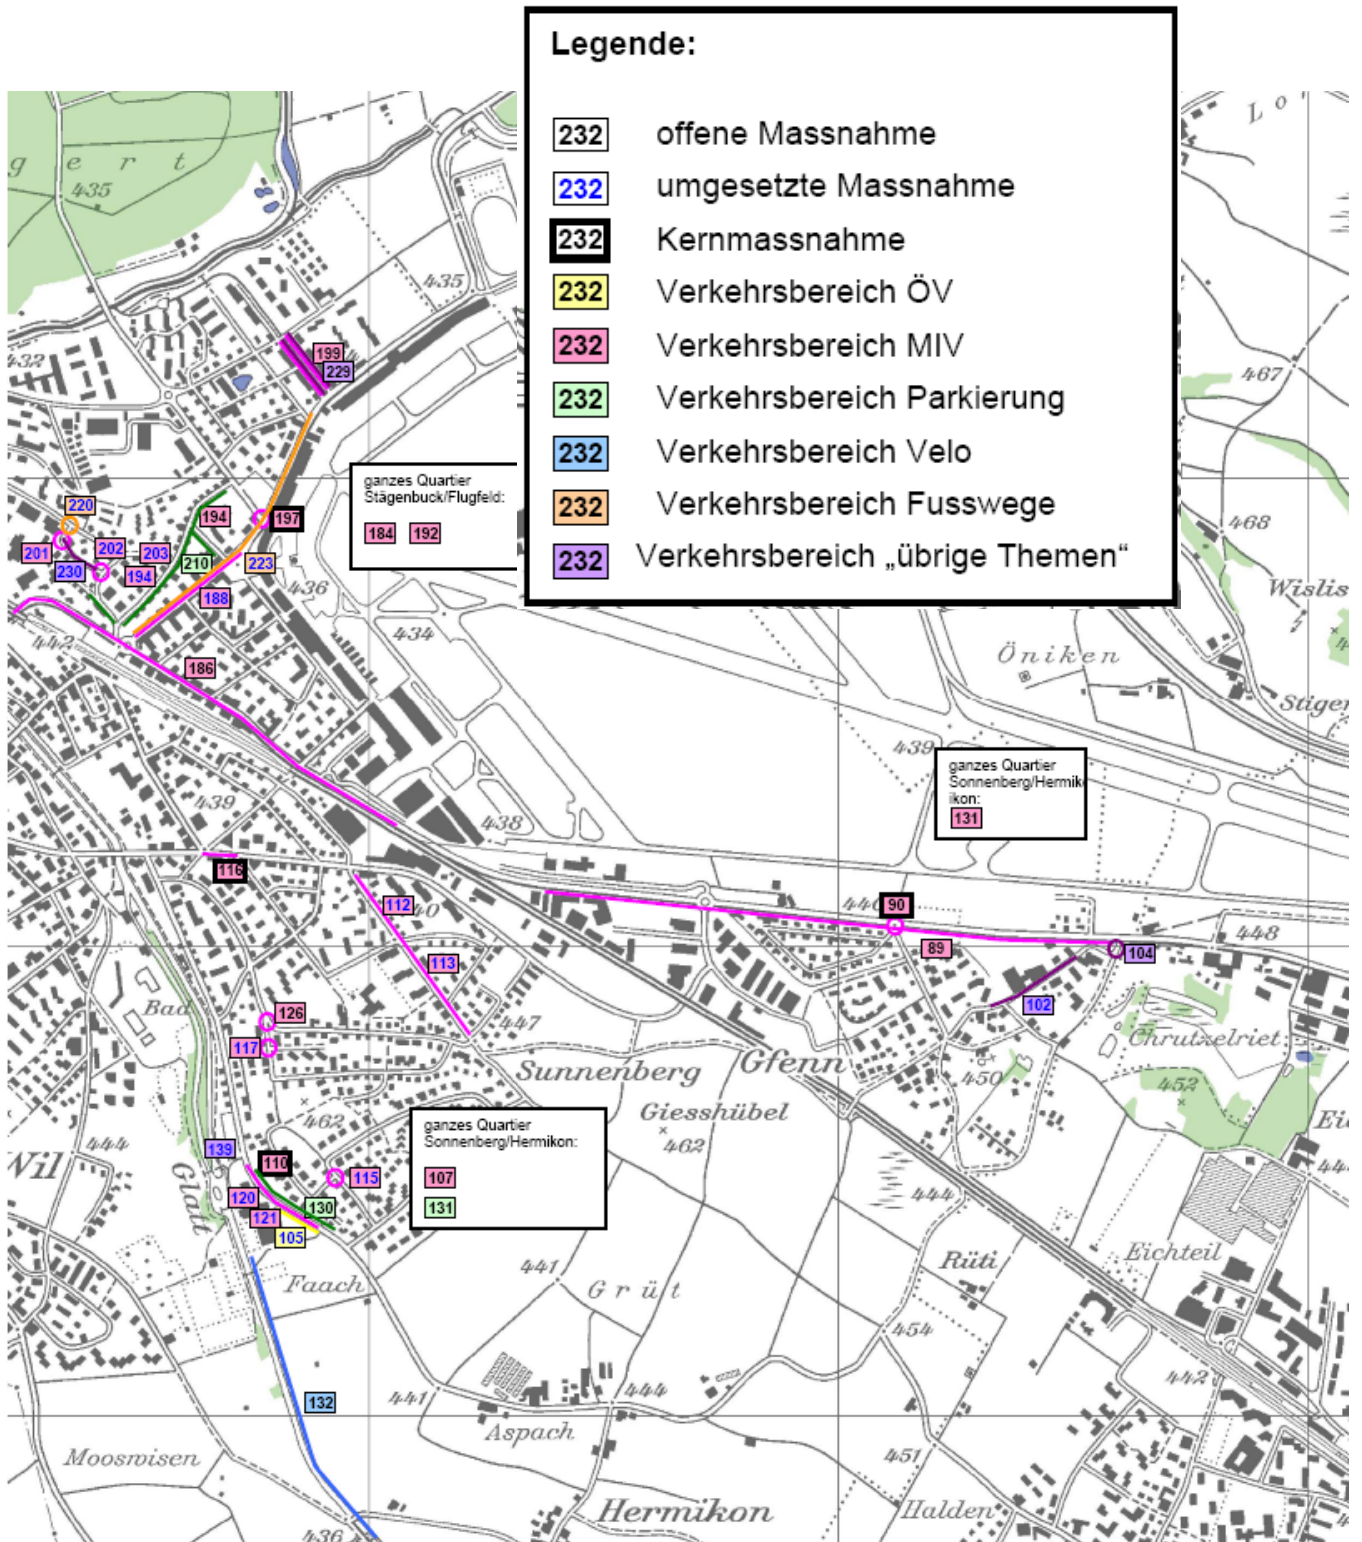 Legende:
232 offene Massnahme
232 umgesetzte Massnahme
232 Kernmassnahme
232 Verkehrsbereich ÖV
232 Verkehrsbereich MIV
232 Verkehrsbereich Parkierung
232 Verkehrsbereich Velo
232 Verkehrsbereich Fusswege
232 Verkehrsbereich „übrige Themen“
gert
435
435
432
199
229
467
468
ganzes Quartier
Stägenbuck/Flugfeld:
184 192
220
194
197
201
202
203
230
194
210
223
188
436
434
442
186
Öniken
439
439
438
ganzes Quartier
Sonnenberg/Hermik
ikon:
131
116
112
113
90
89
448
104
102
Bad
126
117
447
Sunnenberg
Gfenn
Chrutzelriet
450
452
462
Giesshübel
462
444
Wil
Glatt
139
110
115
120
121
130
105
ganzes Quartier
Sonnenberg/Hermikon:
107
131
444
Rüti
Eichteil
Faach
441
Grüt
454
132
441
444
442
Aspach
Mooswisen
451
Hermikon
Halden
436